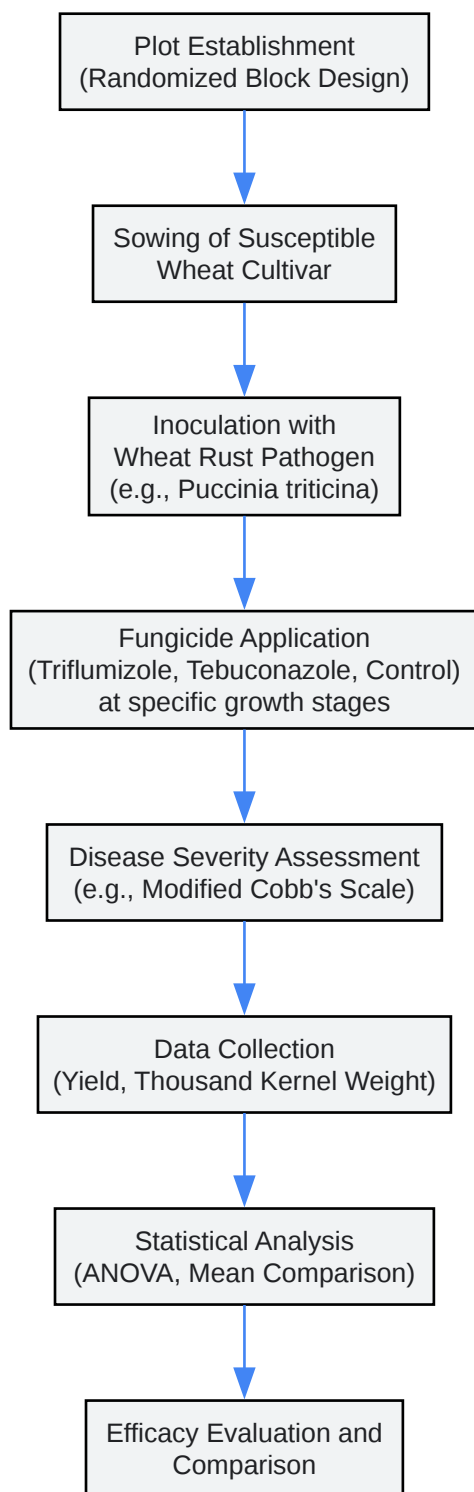 Plot Establishment
(Randomized Block Design)
Sowing of Susceptible
Wheat Cultivar
Inoculation with
Wheat Rust Pathogen
(e.g., Puccinia triticina)
Fungicide Application
(Triflumizole, Tebuconazole, Control)
at specific growth stages
Disease Severity Assessment
(e.g., Modified Cobb's Scale)
Data Collection
(Yield, Thousand Kernel Weight)
Statistical Analysis
(ANOVA, Mean Comparison)
Efficacy Evaluation and
Comparison